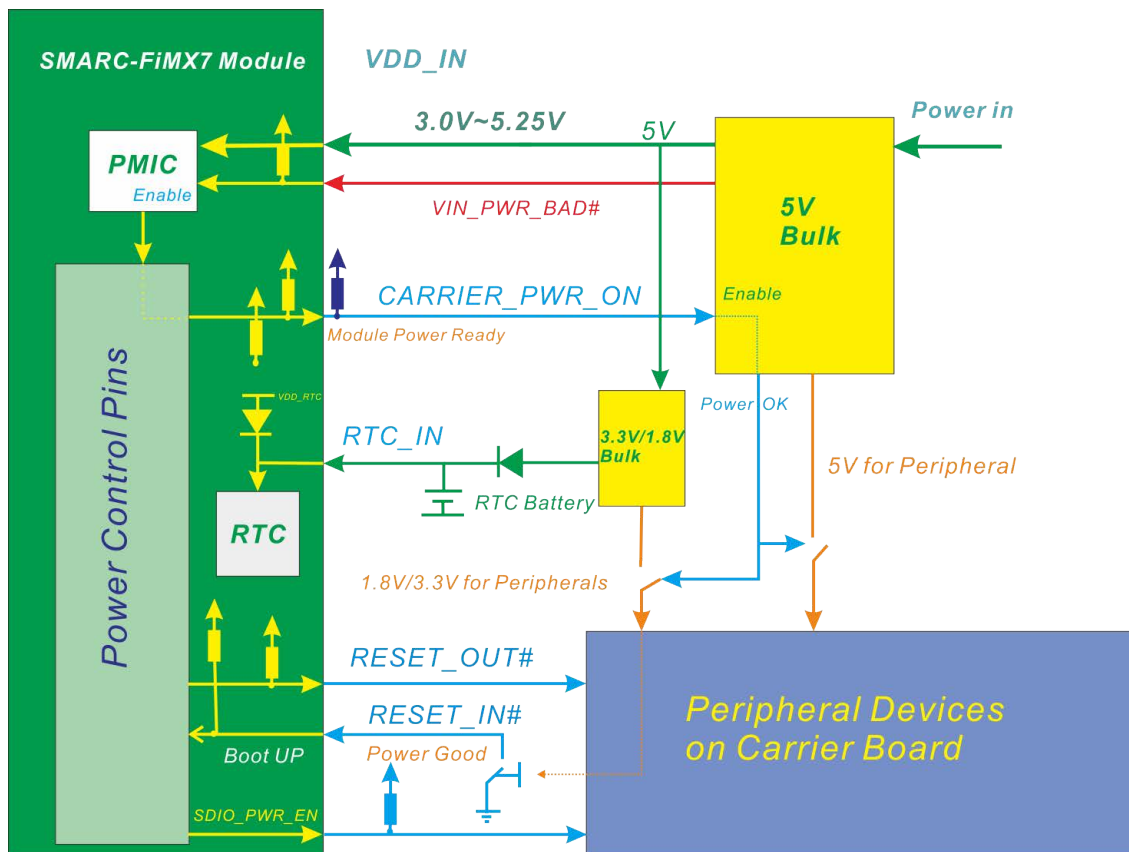 SMARC-FiMX7 Module
VDD_IN
Power in
3.0V~5.25V
5V
PMIC
Enable
VIN_PWR_BAD#
5V
Bulk
CARRIER_PWR_ON
Enable
Module Power Ready
Power Control Pins
VDD_RTC
Power OK
RTC_IN
3.3V/1.8V
Bulk
5V for Peripheral
RTC Battery
RTC
1.8V/3.3V for Peripherals
RESET_OUT#
RESET_IN#
Peripheral Devices
on Carrier Board
Boot UP
Power Good
SDIO_PWR_EN